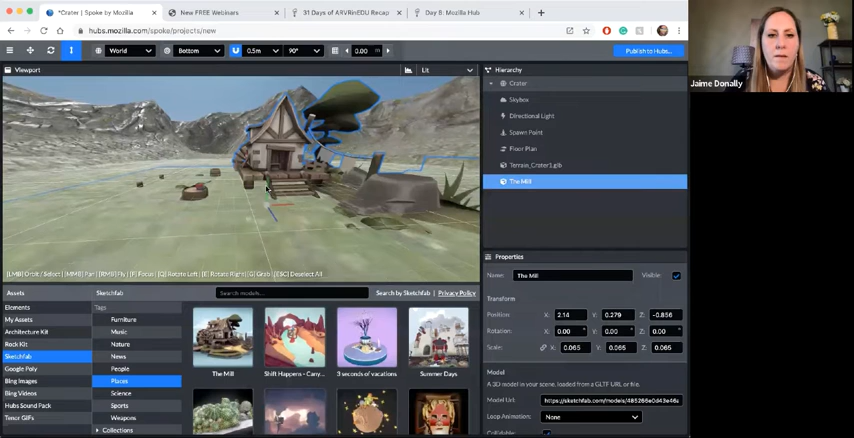 *Crater | Spoke by Mozilla
New FREE Webinars
31 Days of ARVRinEDU Recap
Day 8: Mozilla Hub
hubs.mozilla.com/spoke/projects/new
World
Bottom
0.5m
90°
0.00 m
Publish to Hubs...
Viewport
Lit
Hierarchy
Crater
Skybox
Directional Light
Spawn Point
Floor Plan
Terrain_Crater1.glb
The Mill
[LMB] Orbit / Select | [MMB] Pan | [RMB] Fly | [F] Focus | [Q] Rotate Left | [E] Rotate Right | [G] Grab | [ESC] Deselect All
Assets
Sketchfab
Search models...
Search by Sketchfab | Privacy Policy
Elements
My Assets
Architecture Kit
Rock Kit
Sketchfab
Google Poly
Bing Images
Bing Videos
Hubs Sound Pack
Tenor GIFs
Tags
Furniture
Music
Nature
News
People
Places
Science
Sports
Weapons
Collections
The Mill
Shift Happens - Cany...
3 seconds of vacations
Summer Days
Properties
Name: The Mill
Visible:
Transform
Position: X: 2.14 Y: 0.279 Z: -0.856
Rotation: X: 0.00 ° Y: 0.00 ° Z: 0.00 °
Scale: X: 0.065 Y: 0.065 Z: 0.065
Model
A 3D model in your scene, loaded from a GLTF URL or file.
Model Url: https://sketchfab.com/models/485266e0d43e46a
Loop Animation: None
Collidable:
Jaime Donally